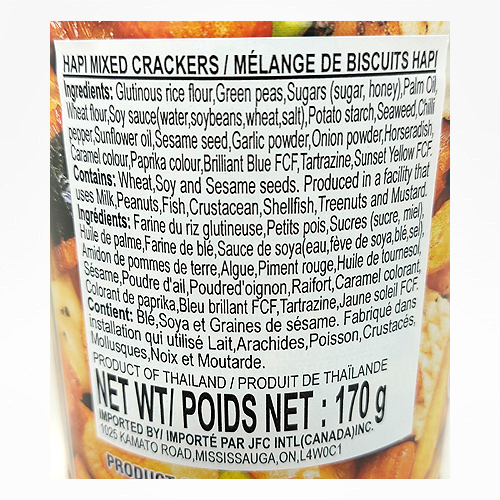 HAPI MIXED CRACKERS / MÉLANGE DE BISCUITS HAPI
Ingredients: Glutinous rice flour,Green peas,Sugars (sugar, honey),Palm Oil,
Wheat flour,Soy sauce(water,soybeans,wheat,salt),Potato starch,Seaweed,Chilli
pepper,Sunflower oil,Sesame seed,Garlic powder,Onion powder,Horseradish,
Caramel colour,Paprika colour,Brilliant Blue FCF,Tartrazine,Sunset Yellow FCF.
Contains: Wheat,Soy and Sesame seeds. Produced in a facility that
uses Milk,Peanuts,Fish,Crustacean,Shellfish,Treenuts and Mustard.
Ingrédients: Farine du riz glutineuse,Petits pois,Sucres (sucre, miel),
Huile de palme,Farine de blé,Sauce de soya(eau,fève de soya,blé,sel),
Amidon de pommes de terre,Algue,Piment rouge,Huile de tournesol,
Sésame,Poudre d'ail,Poudred'oignon,Raifort,Caramel colorant,
Colorant de paprika,Bleu brillant FCF,Tartrazine,Jaune soleil FCF.
Contient: Blé,Soya et Graines de sésame. Fabriqué dans
installation qui utilisé Lait,Arachides,Poisson,Crustacés,
Mollusques,Noix et Moutarde.
PRODUCT OF THAILAND / PRODUIT DE THAÏLANDE
NET WT/ POIDS NET : 170 g
IMPORTED BY/ IMPORTÉ PAR JFC INTL(CANADA)INC.
1025 KAMATO ROAD,MISSISSAUGA,ON,L4W0C1
PRODUCT